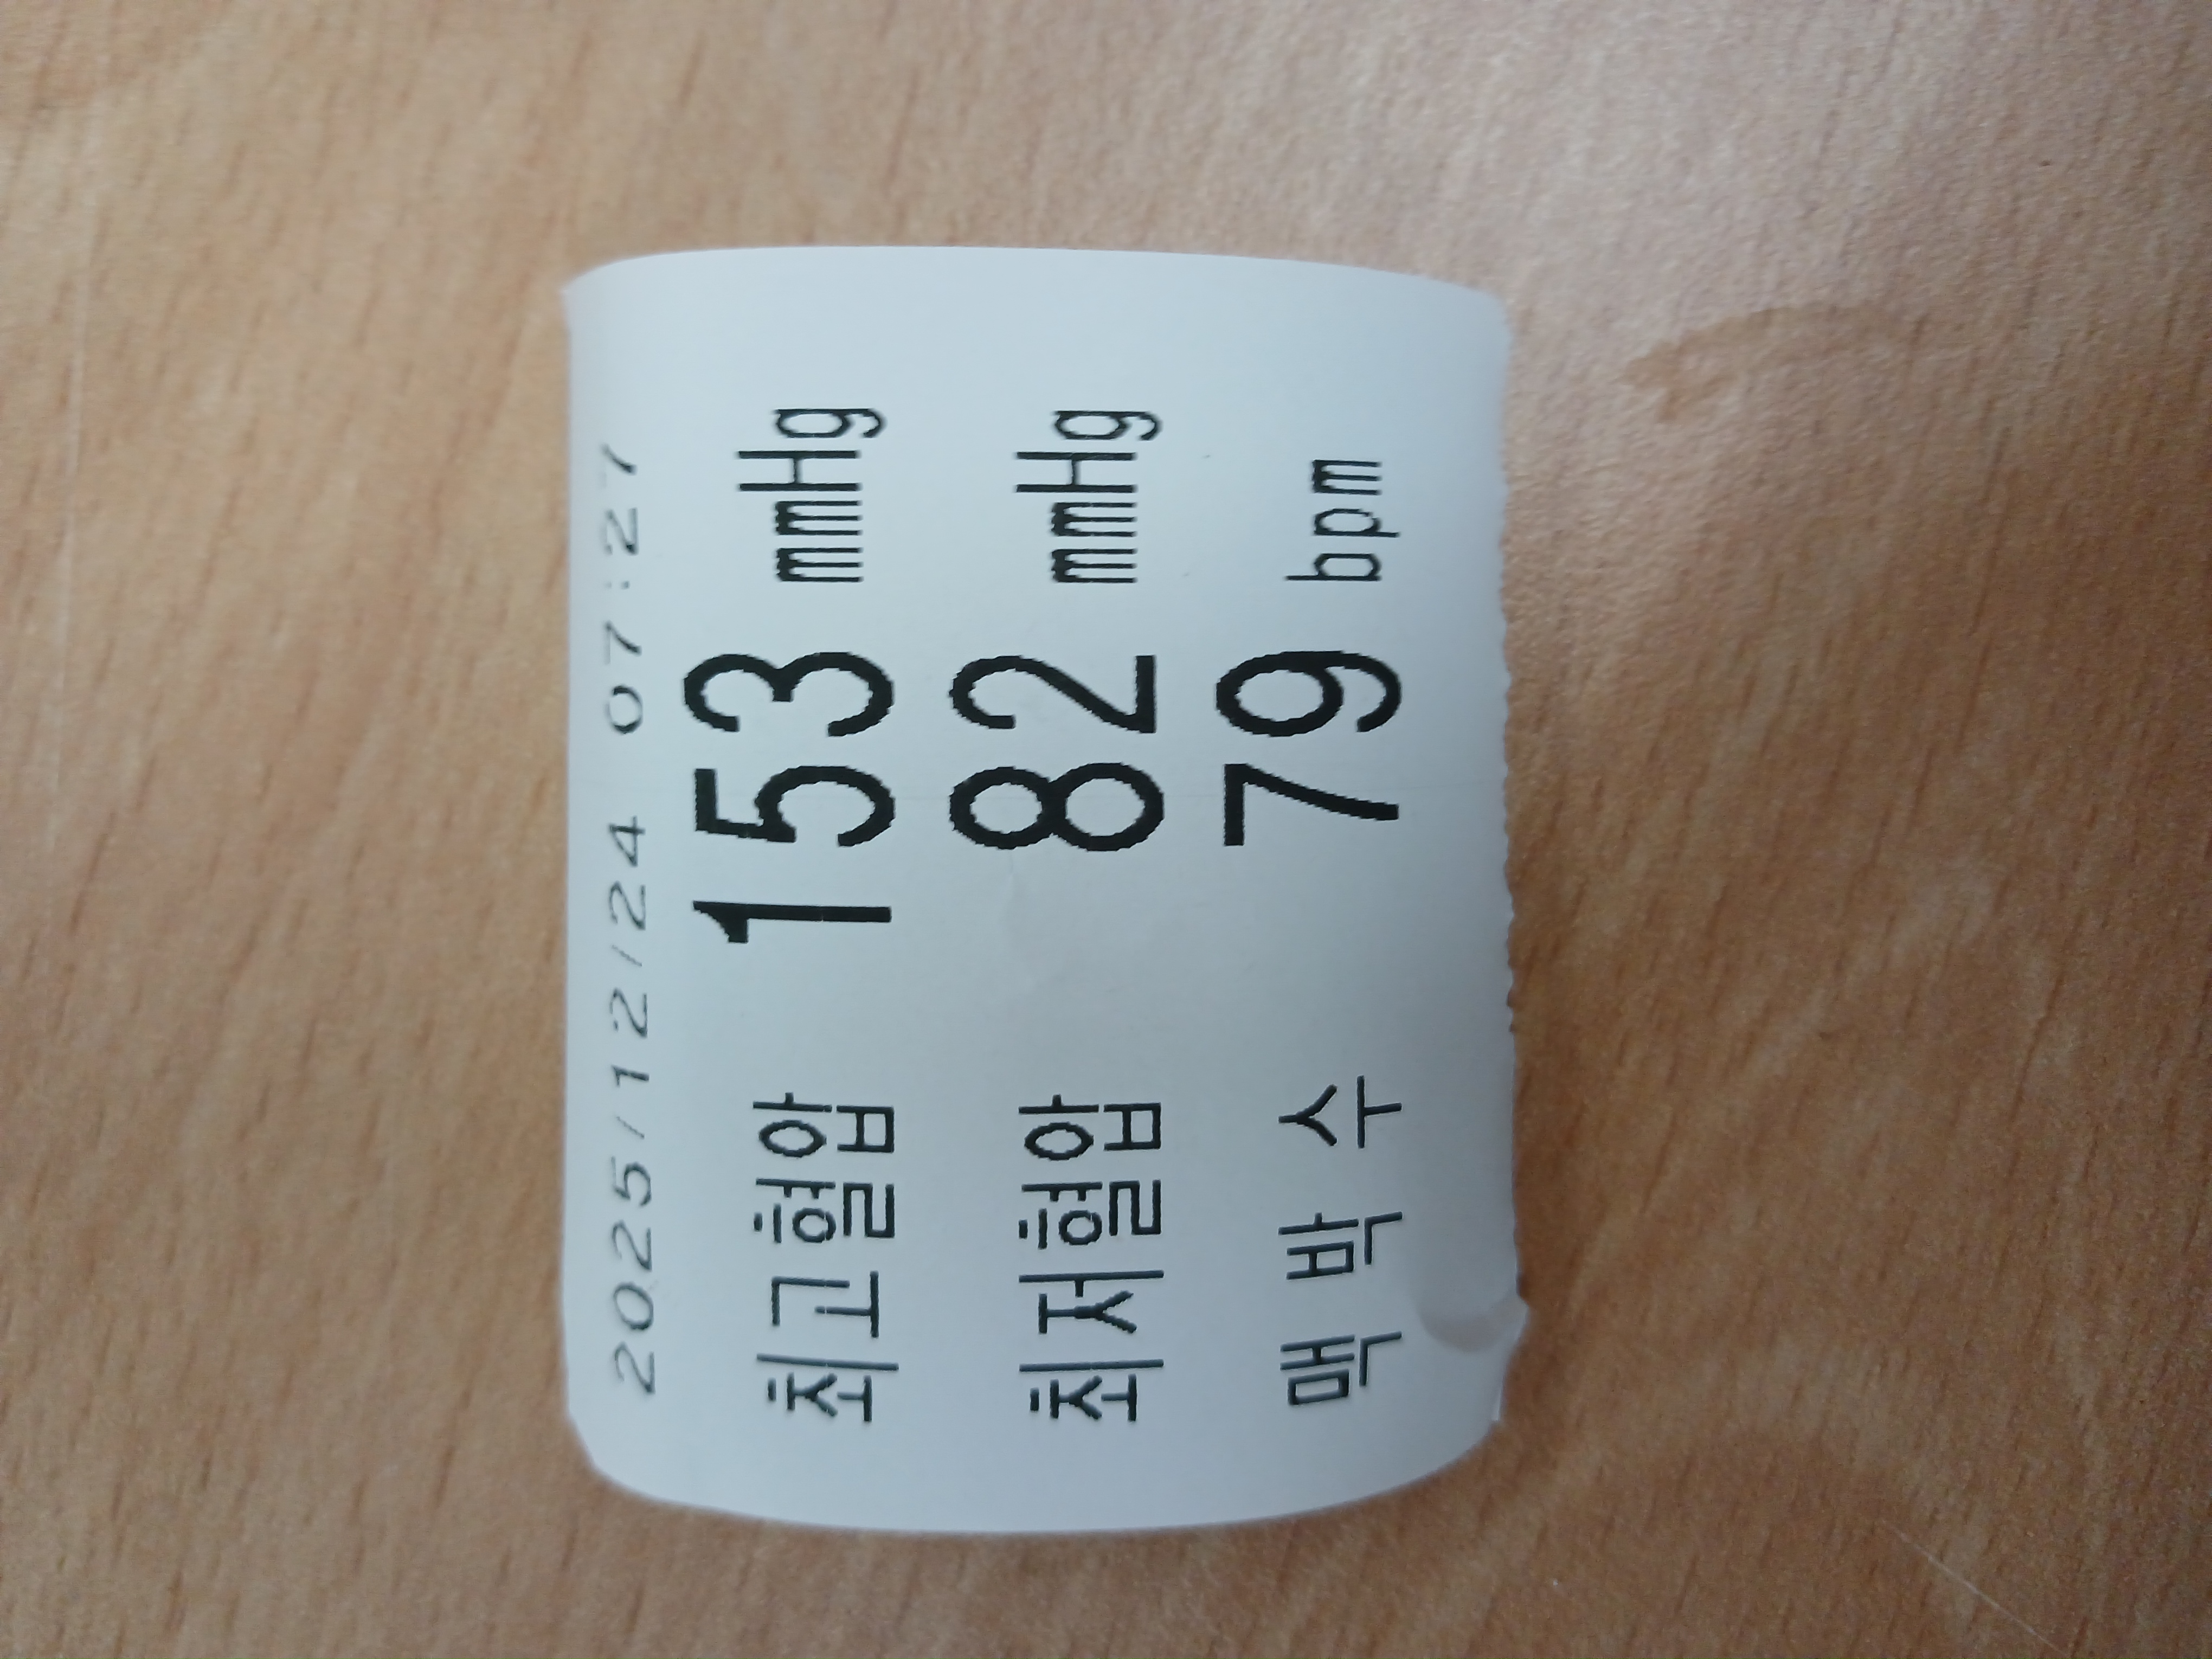 2025/12/24 07:27
최고혈압 153 mmHg
최저혈압 82 mmHg
맥 박 수 79 bpm